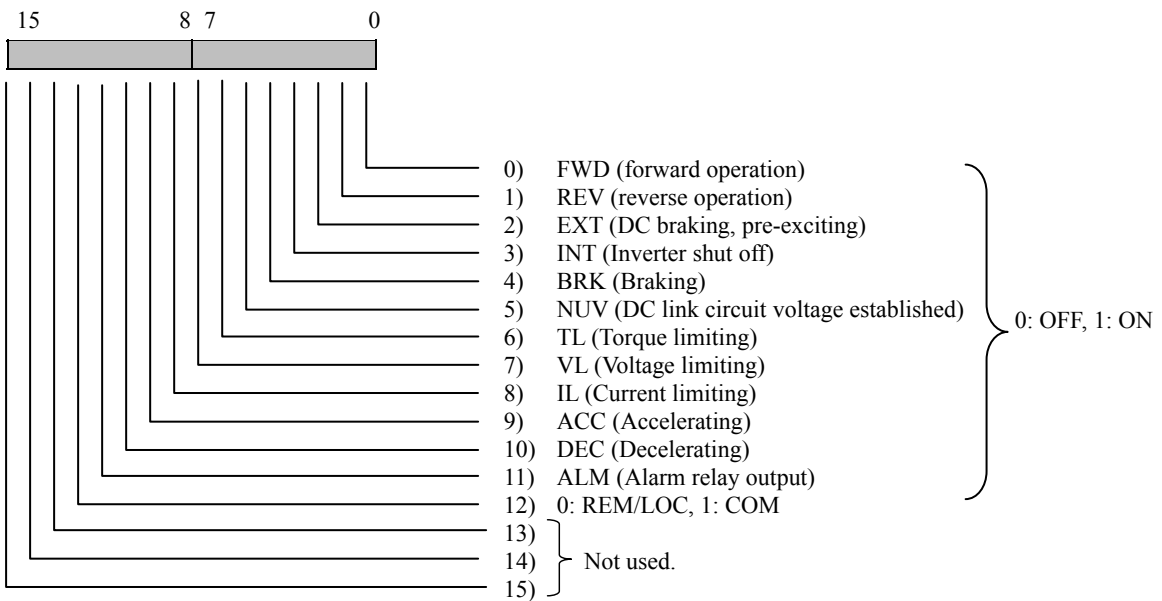 15 8 7 0
0) FWD (forward operation)
1) REV (reverse operation)
2) EXT (DC braking, pre-exciting)
3) INT (Inverter shut off)
4) BRK (Braking)
5) NUV (DC link circuit voltage established)
0: OFF, 1: ON
6) TL (Torque limiting)
7) VL (Voltage limiting)
8) IL (Current limiting)
9) ACC (Accelerating)
10) DEC (Decelerating)
11) ALM (Alarm relay output)
12) 0: REM/LOC, 1: COM
13)
14) Not used.
15)